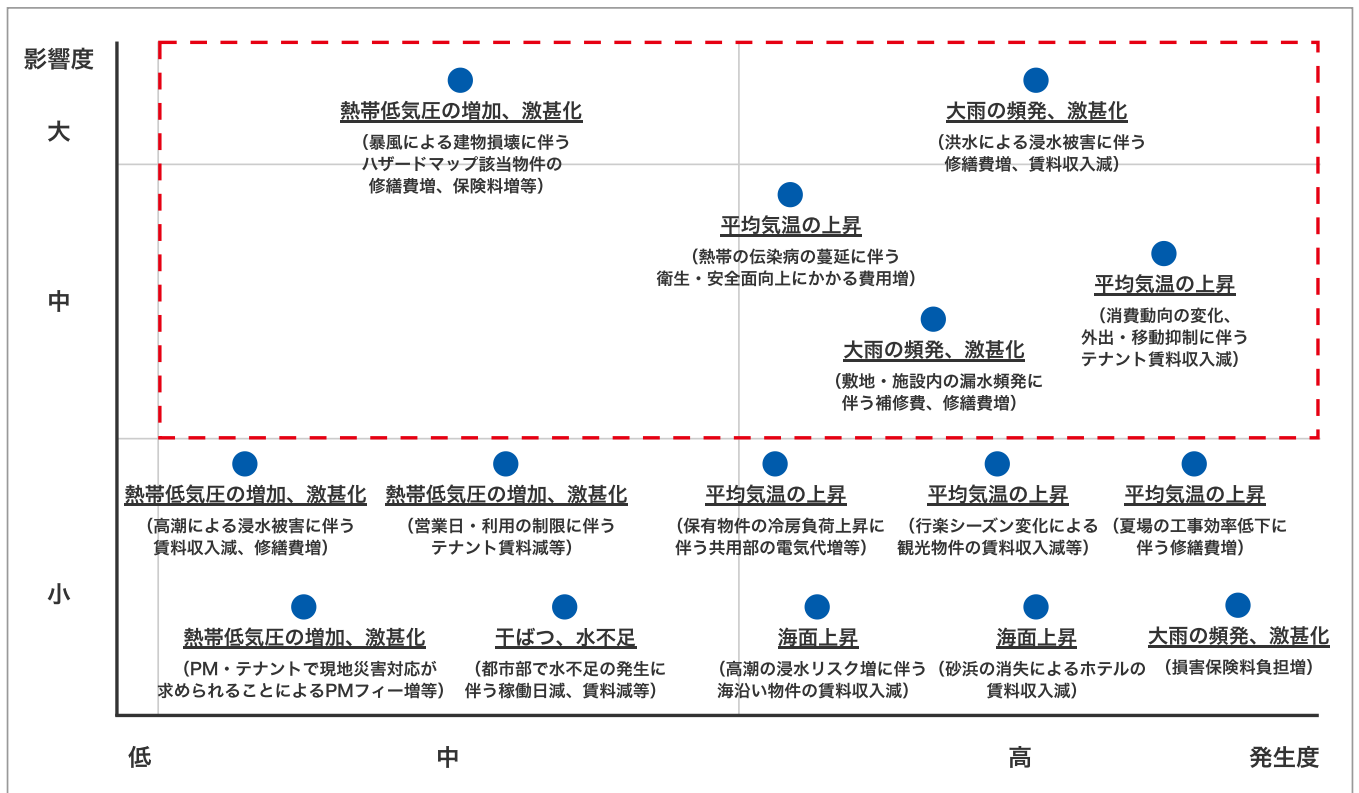 影響度
大
中
小
熱帯低気圧の増加、激甚化
（暴風による建物損壊に伴う
ハザードマップ該当物件の
修繕費増、保険料増等）
大雨の頻発、激甚化
（洪水による浸水被害に伴う
修繕費増、賃料収入減）
平均気温の上昇
（熱帯の伝染病の蔓延に伴う
衛生・安全面向上にかかる費用増）
平均気温の上昇
（消費動向の変化、
外出・移動抑制に伴う
テナント賃料収入減）
大雨の頻発、激甚化
（敷地・施設内の漏水頻発に
伴う補修費、修繕費増）
熱帯低気圧の増加、激甚化
（高潮による浸水被害に伴う
賃料収入減、修繕費増）
熱帯低気圧の増加、激甚化
（営業日・利用の制限に伴う
テナント賃料減等）
平均気温の上昇
（保有物件の冷房負荷上昇に
伴う共用部の電気代増等）
平均気温の上昇
（行楽シーズン変化による
観光物件の賃料収入減等）
平均気温の上昇
（夏場の工事効率低下に
伴う修繕費増）
熱帯低気圧の増加、激甚化
（PM・テナントで現地災害対応が
求められることによるPMフィー増等）
干ばつ、水不足
（都市部で水不足の発生に
伴う稼働日減、賃料減等）
海面上昇
（高潮の浸水リスク増に伴う
海沿い物件の賃料収入減）
海面上昇
（砂浜の消失によるホテルの
賃料収入減）
大雨の頻発、激甚化
（損害保険料負担増）
低
中
高
発生度